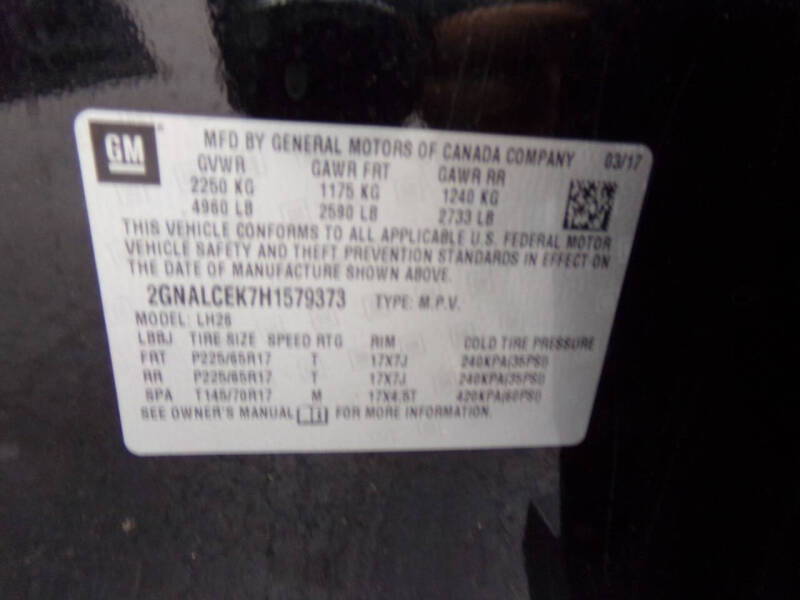 GM
MFD BY GENERAL MOTORS OF CANADA COMPANY 03/17
GVWR GAWR FRT GAWR RR
2250 KG 1175 KG 1240 KG
4960 LB 2590 LB 2733 LB
THIS VEHICLE CONFORMS TO ALL APPLICABLE U.S. FEDERAL MOTOR
VEHICLE SAFETY AND THEFT PREVENTION STANDARDS IN EFFECT ON
THE DATE OF MANUFACTURE SHOWN ABOVE.
2GNALCEK7H1579373 TYPE: M.P.V.
MODEL: LH26
LBBJ TIRE SIZE SPEED RTG RIM COLD TIRE PRESSURE
FRT P225/65R17 T 17X7J 240KPA(35PSI)
RR P225/65R17 T 17X7J 240KPA(35PSI)
SPA T145/70R17 M 17X4.5T 420KPA(60PSI)
SEE OWNER'S MANUAL FOR MORE INFORMATION.